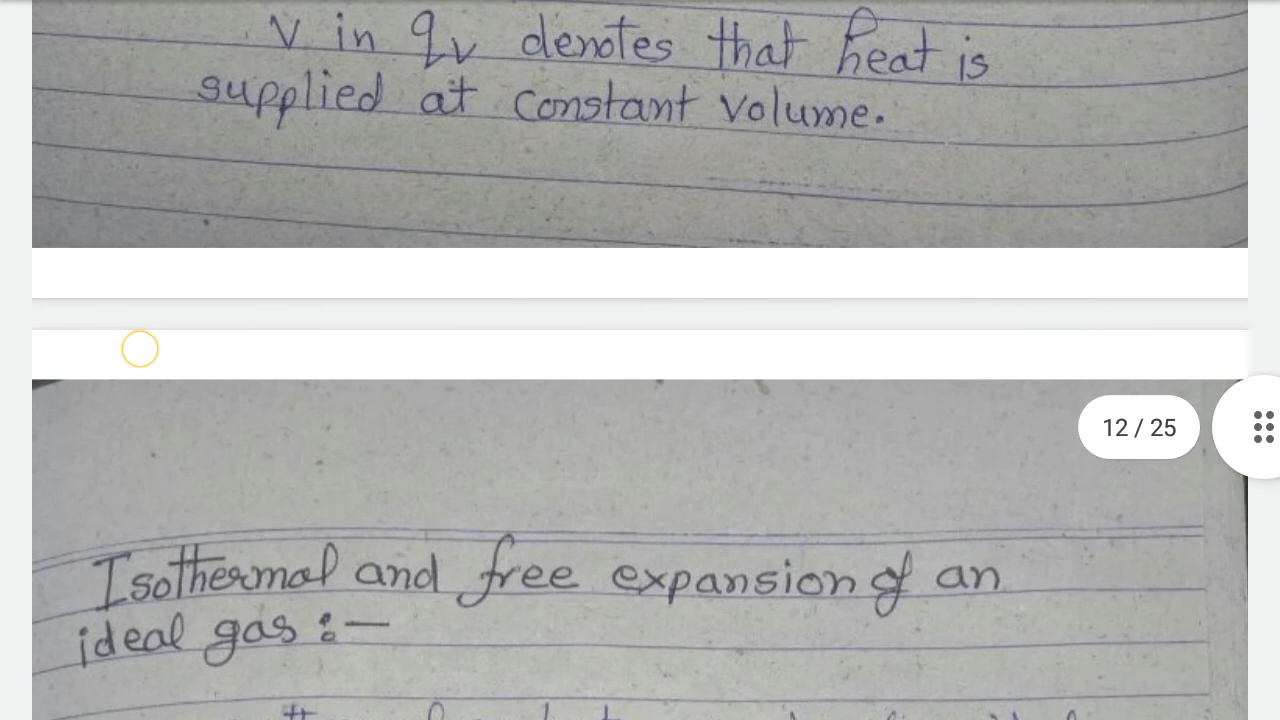 V in qv denotes that heat is
supplied at constant volume.
12 / 25
Isothermal and free expansion of an
ideal gas :—